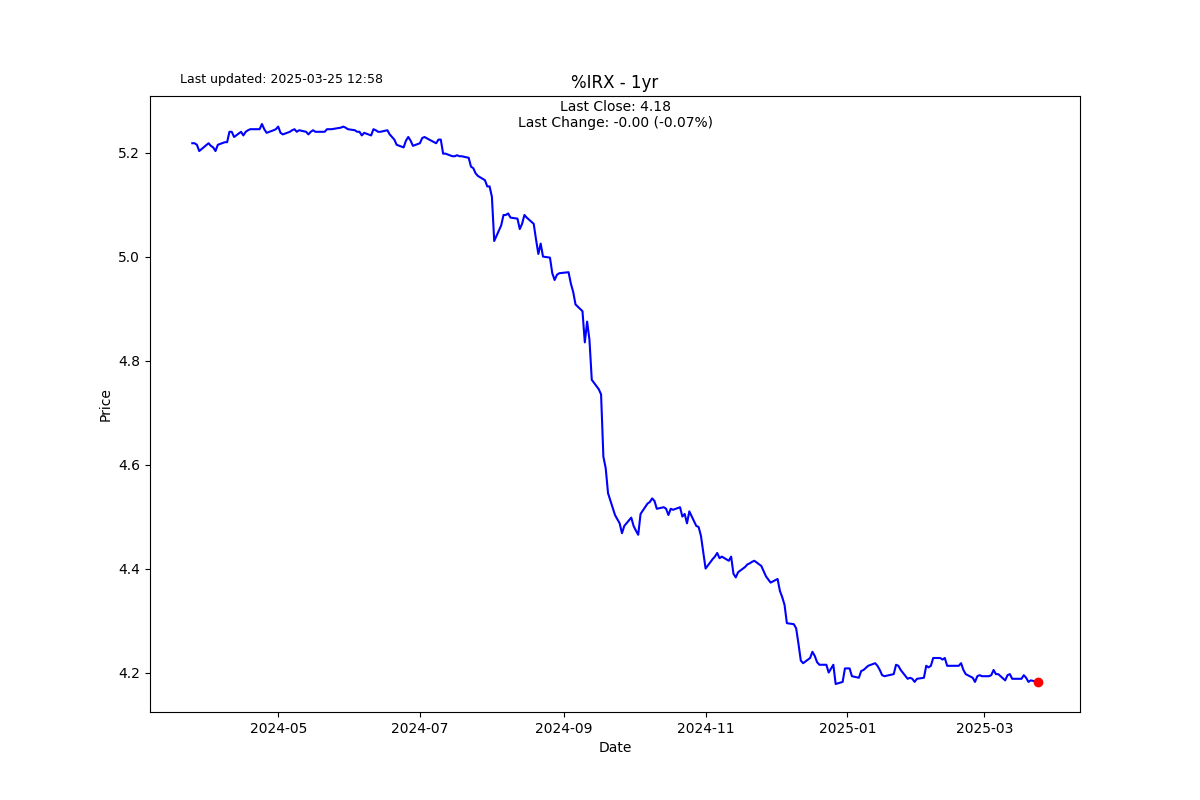 Last updated: 2025-03-25 12:58
%IRX - 1yr
Last Close: 4.18
Last Change: -0.00 (-0.07%)
5.2
5.0
4.8
4.6
4.4
4.2
Price
2024-05
2024-07
2024-09
2024-11
2025-01
2025-03
Date